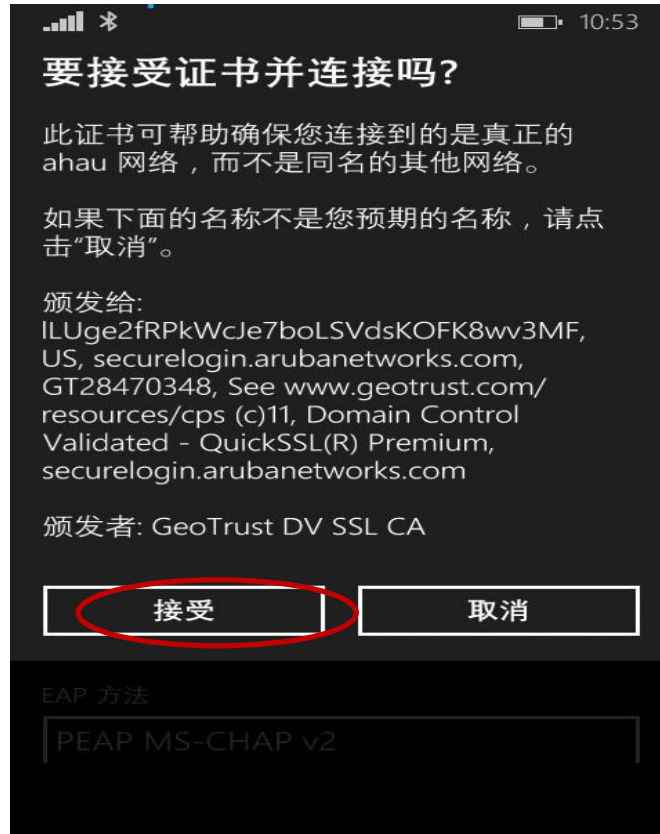 10:53
要接受证书并连接吗?
此证书可帮助确保您连接到的是真正的
ahau 网络，而不是同名的其他网络。
如果下面的名称不是您预期的名称，请点
击“取消”。
颁发给:
lLUge2fRPkWcJe7boLSVdsKOFK8wv3MF,
US, securelogin.arubanetworks.com,
GT28470348, See www.geotrust.com/
resources/cps (c)11, Domain Control
Validated - QuickSSL(R) Premium,
securelogin.arubanetworks.com
颁发者: GeoTrust DV SSL CA
接受 取消
EAP 方法
PEAP MS-CHAP v2